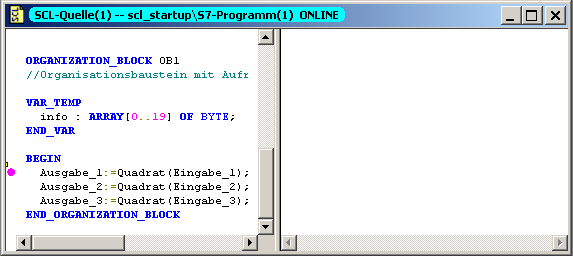 SCL
SCL-Quelle(1) -- scl_startup\S7-Programm(1) ONLINE
ORGANIZATION_BLOCK OB1
//Organisationsbaustein mit Aufr
VAR_TEMP
info : ARRAY[0..19] OF BYTE;
END_VAR
BEGIN
Ausgabe_1:=Quadrat(Eingabe_1);
Ausgabe_2:=Quadrat(Eingabe_2);
Ausgabe_3:=Quadrat(Eingabe_3);
END_ORGANIZATION_BLOCK